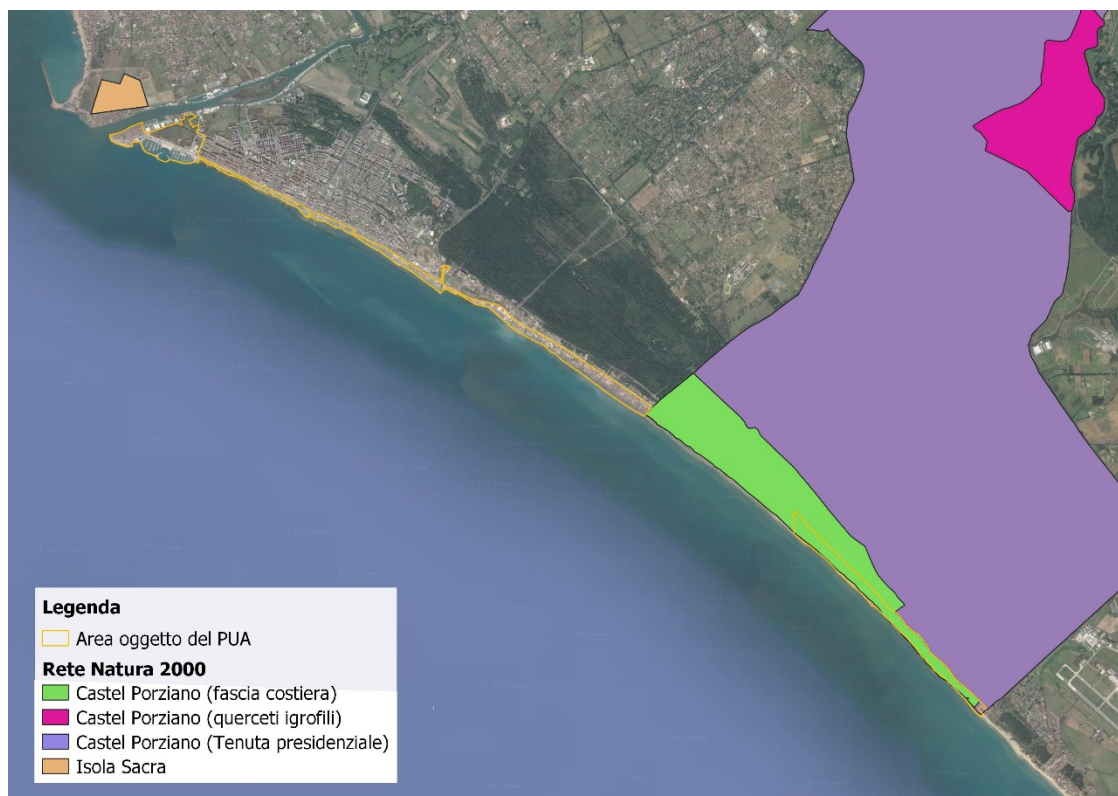 Legenda
Area oggetto del PUA
Rete Natura 2000
Castel Porziano (fascia costiera)
Castel Porziano (querceti igrofili)
Castel Porziano (Tenuta presidenziale)
Isola Sacra